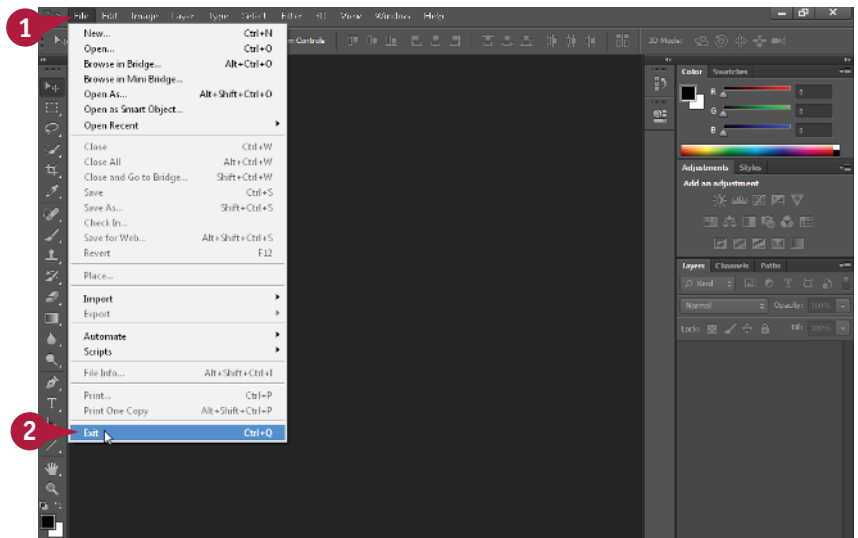 1
File Edit Image Layer Type Select Filter 3D View Window Help
New... Ctrl+N
Open... Ctrl+O
Browse in Bridge... Alt+Ctrl+O
Browse in Mini Bridge...
Open As... Alt+Shift+Ctrl+O
Open as Smart Object...
Open Recent
Close Ctrl+W
Close All Alt+Ctrl+W
Close and Go to Bridge... Shift+Ctrl+W
Save Ctrl+S
Save As... Shift+Ctrl+S
Check In...
Save for Web... Alt+Shift+Ctrl+S
Revert F12
Place...
Import
Export
Automate
Scripts
File Info... Alt+Shift+Ctrl+I
Print... Ctrl+P
Print One Copy Alt+Shift+Ctrl+P
2
Exit Ctrl+Q
Controls
3D Mode:
Color Swatches
R 0
G 0
B 0
Adjustments Styles
Add an adjustment
Layers Channels Paths
Kind
Normal Opacity: 100%
Lock: Fill: 100%
T